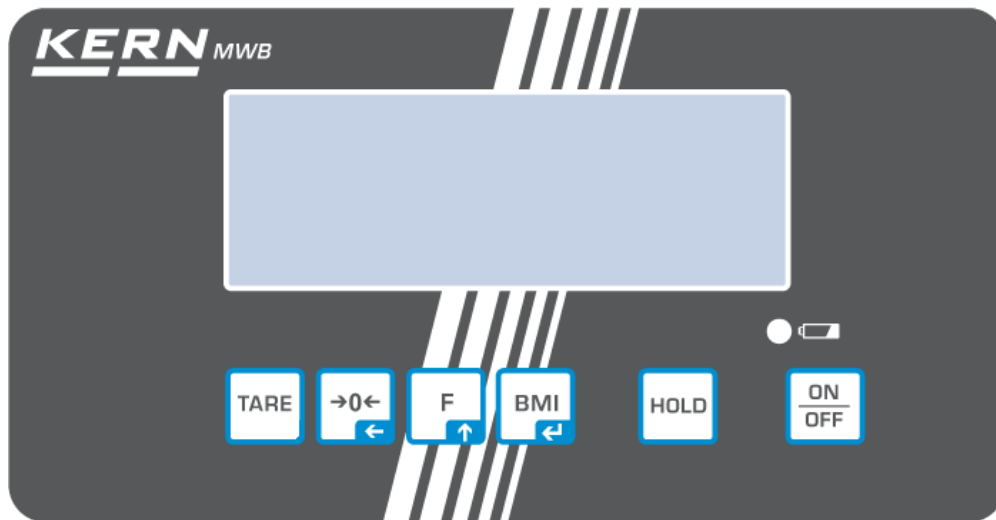 KERN MWB
TARE
→0←
F
BMI
HOLD
ON
OFF